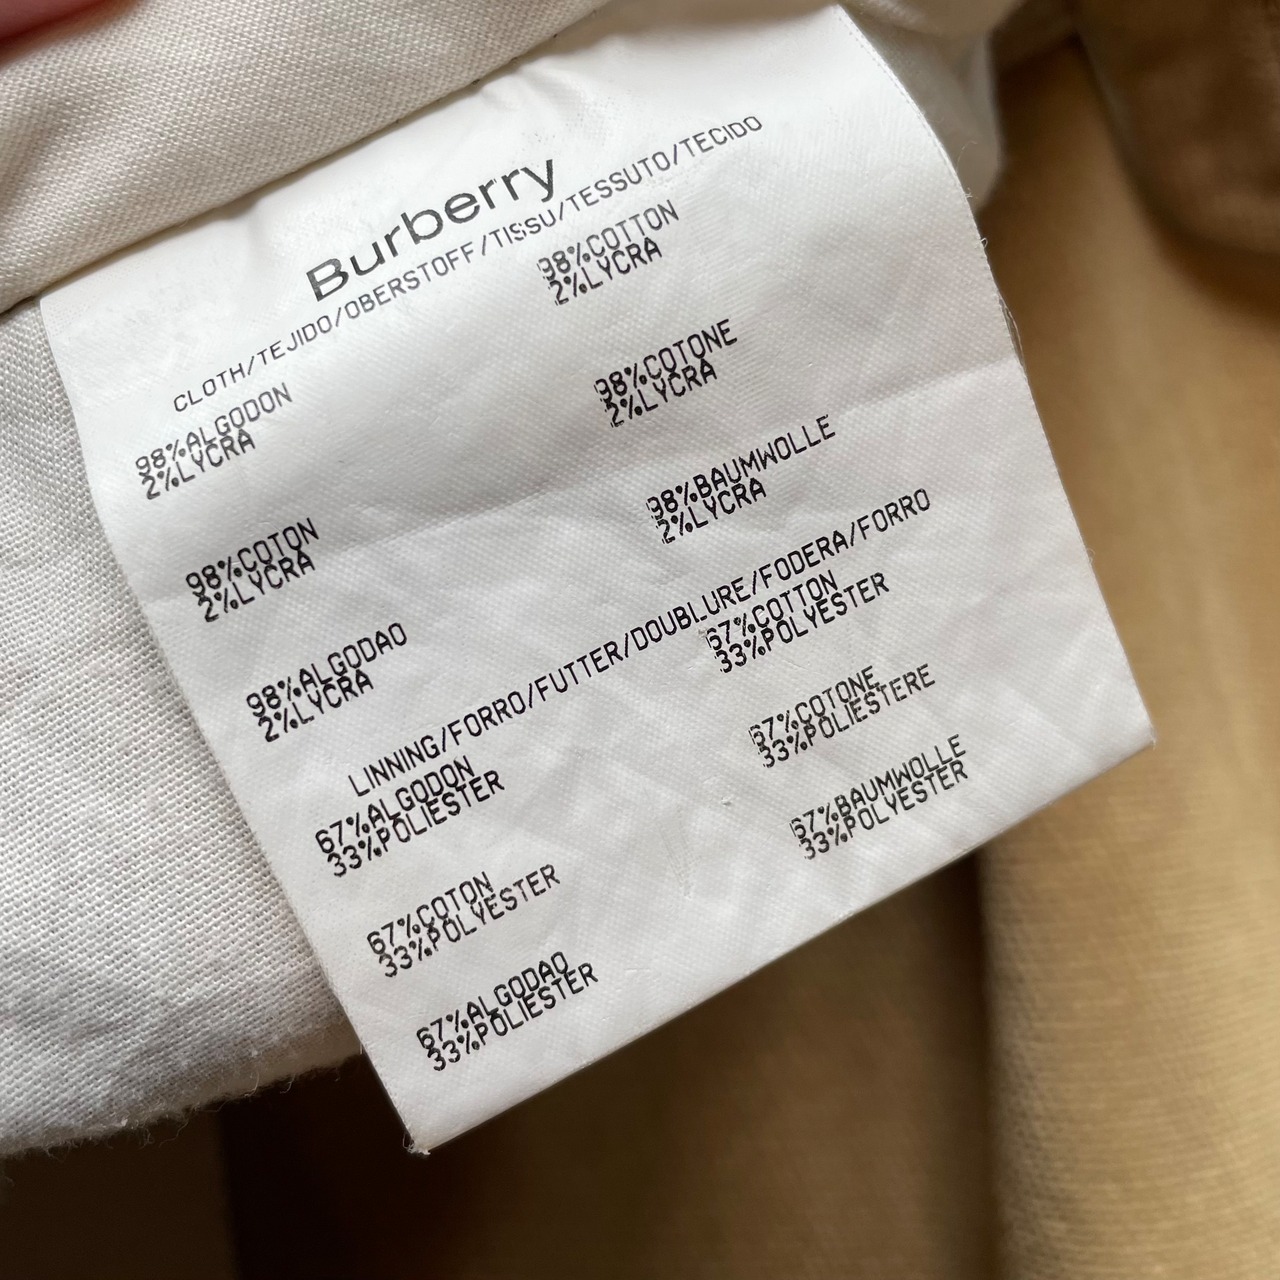 Burberry
CLOTH/TEJIDO/OBERSTOFF/TISSU/TESSUTO/TECIDO
98%ALGODON
2%LYCRA
98%COTTON
2%LYCRA
98%COTON
2%LYCRA
98%COTONE
2%LYCRA
98%ALGODAO
2%LYCRA
98%BAUMWOLLE
2%LYCRA
LINNING/FORRO/FUTTER/DOUBLURE/FODERA/FORRO
67%ALGODON
33%POLIESTER
67%COTTON
33%POLYESTER
67%COTON
33%POLYESTER
67%COTONE
33%POLIESTERE
67%ALGODAO
33%POLIESTER
67%BAUMWOLLE
33%POLYESTER